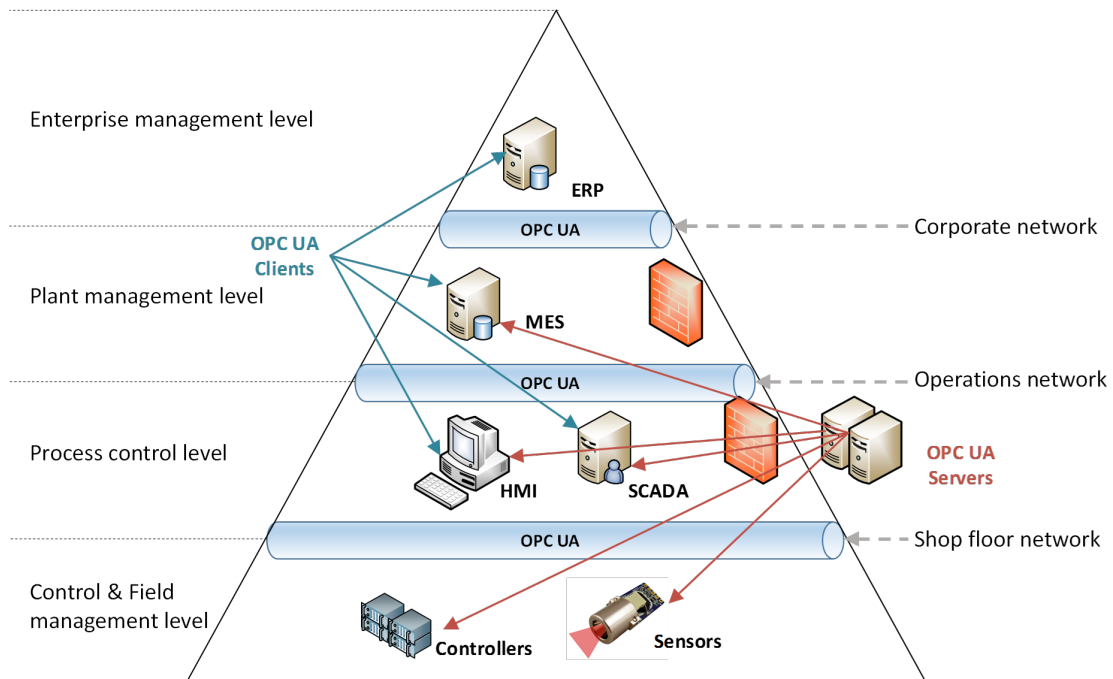 Enterprise management level
ERP
OPC UA
Corporate network
OPC UA
Clients
Plant management level
MES
OPC UA
Operations network
Process control level
HMI
SCADA
OPC UA
Servers
OPC UA
Shop floor network
Control & Field
management level
Controllers
Sensors